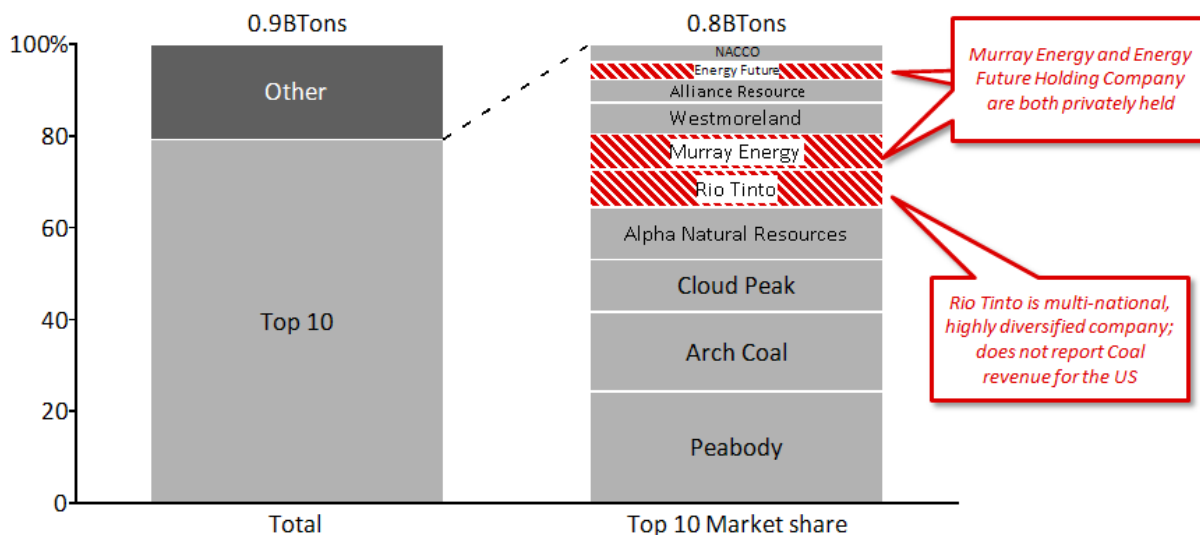 0.9BTons
0.8BTons
100%
80
60
40
20
0
Other
Top 10
NACCO
Energy Future
Alliance Resource
Westmoreland
Murray Energy
Rio Tinto
Alpha Natural Resources
Cloud Peak
Arch Coal
Peabody
Murray Energy and Energy
Future Holding Company
are both privately held
Rio Tinto is multi-national,
highly diversified company;
does not report Coal
revenue for the US
Total
Top 10 Market share